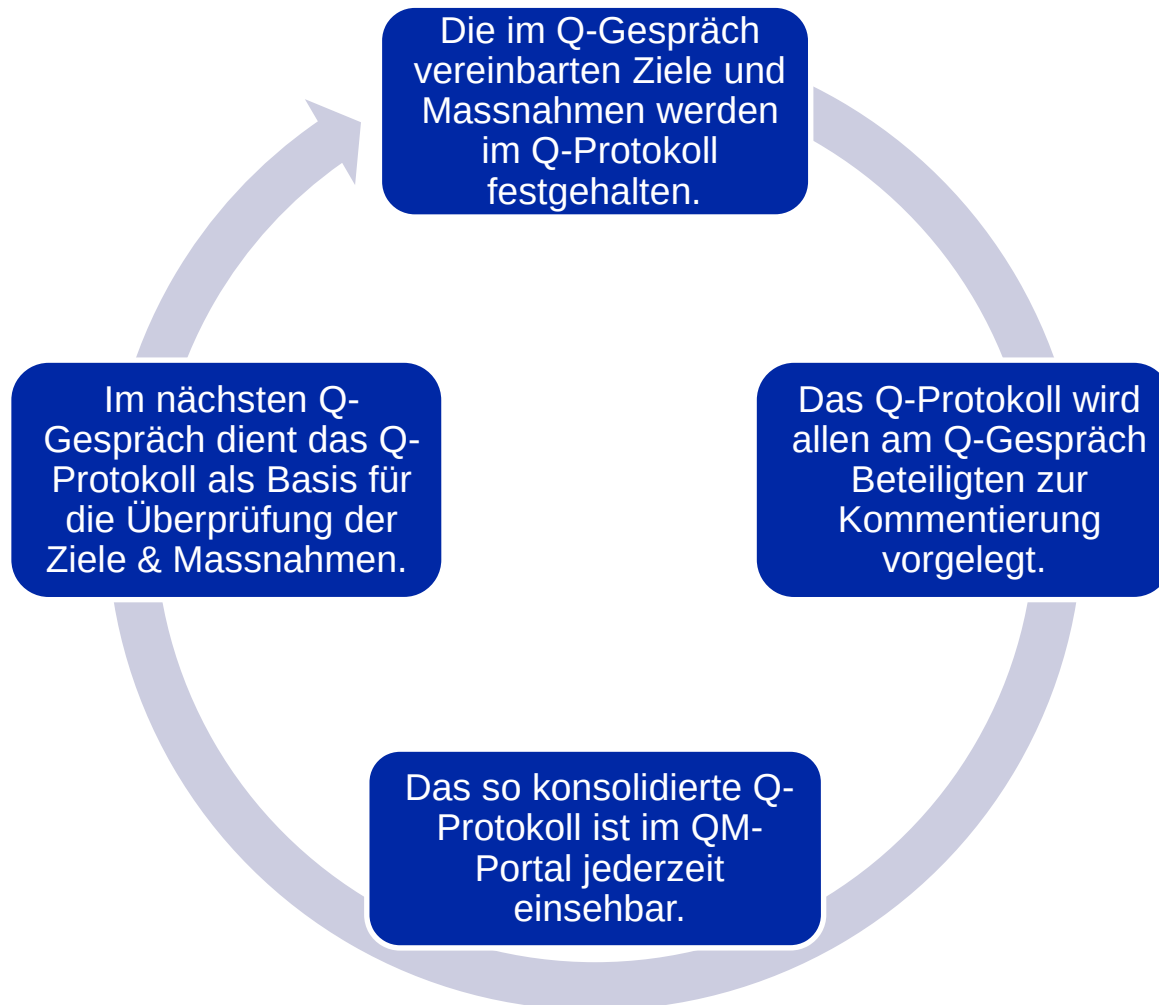 Die im Q-Gespräch
vereinbarten Ziele und
Massnahmen werden
im Q-Protokoll
festgehalten.
Das Q-Protokoll wird
allen am Q-Gespräch
Beteiligten zur
Kommentierung
vorgelegt.
Das so konsolidierte Q-
Protokoll ist im QM-
Portal jederzeit
einsehbar.
Im nächsten Q-
Gespräch dient das Q-
Protokoll als Basis für
die Überprüfung der
Ziele & Massnahmen.